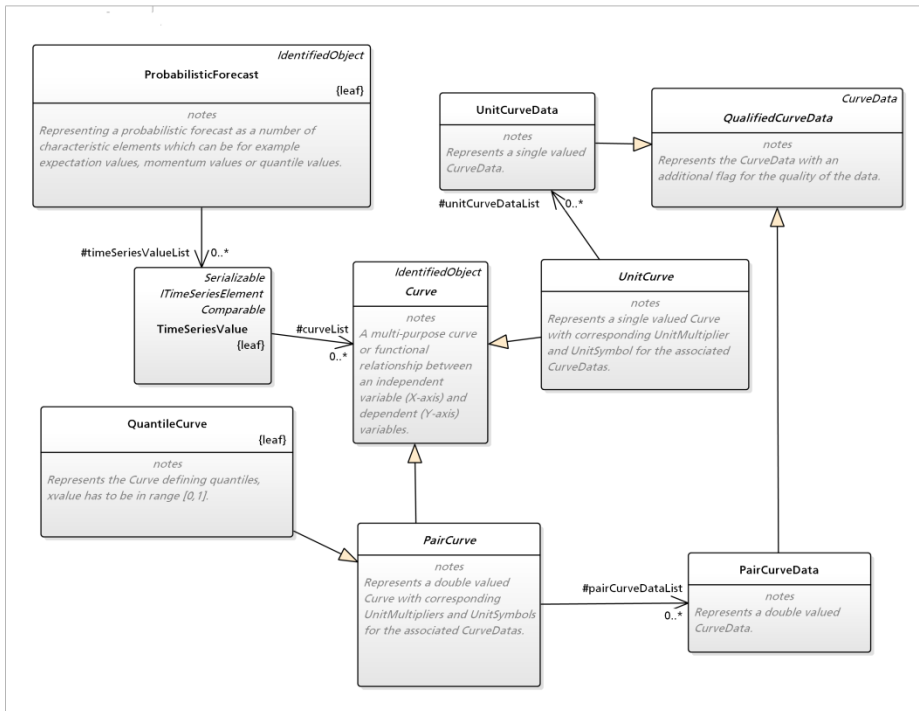 IdentifiedObject
ProbabilisticForecast
{leaf}
notes
Representing a probabilistic forecast as a number of
characteristic elements which can be for example
expectation values, momentum values or quantile values.
UnitCurveData
notes
Represents a single valued
CurveData.
CurveData
QualifiedCurveData
notes
Represents the CurveData with an
additional flag for the quality of the data.
#unitCurveDataList
0..*
#timeSeriesValueList
0..*
Serializable
ITimeSeriesElement
Comparable
TimeSeriesValue
{leaf}
#curveList
0..*
IdentifiedObject
Curve
notes
A multi-purpose curve
or functional
relationship between
an independent
variable (X-axis) and
dependent (Y-axis)
variables.
UnitCurve
notes
Represents a single valued Curve
with corresponding UnitMultiplier
and UnitSymbol for the associated
CurveDatas.
QuantileCurve
{leaf}
notes
Represents the Curve defining quantiles,
xvalue has to be in range [0,1].
PairCurve
notes
Represents a double valued
Curve with corresponding
UnitMultipliers and UnitSymbols
for the associated CurveDatas.
#pairCurveDataList
0..*
PairCurveData
notes
Represents a double valued
CurveData.